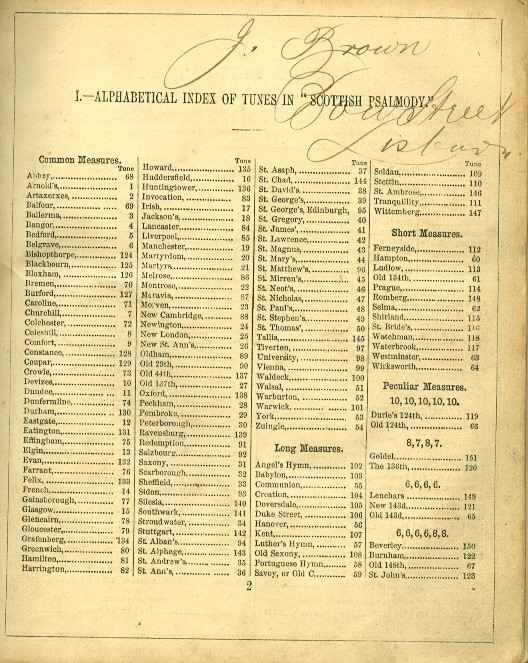 J. Brown
Bow Street
Lisburn
I.—ALPHABETICAL INDEX OF TUNES IN "SCOTTISH PSALMODY."
Common Measures.
Tune
Abbey, 68
Arnold's, 1
Artaxerxes, 2
Balfour, 69
Ballerma, 3
Bangor, 4
Bedford, 5
Belgrave, 6
Bishopthorpe, 124
Blackbourn, 125
Bloxham, 126
Bremen, 70
Burford, 127
Caroline, 71
Churchill, 7
Colchester, 72
Coleshill, 8
Comfort, 9
Constance, 128
Coupar, 129
Crowle, 73
Devizes, 10
Dundee, 11
Dunfermline, 74
Durham, 130
Eastgate, 12
Eatington, 131
Effingham, 75
Elgin, 13
Evan, 132
Farrant, 76
Felix, 133
French, 14
Gainsborough, 77
Glasgow, 15
Glencairn, 78
Gloucester, 79
Grafenberg, 134
Greenwich, 80
Hamilton, 81
Harrington, 82
Tune
Howard, 135
Huddersfield, 16
Huntingtower, 136
Invocation, 83
Irish, 17
Jackson's, 18
Lancaster, 84
Liverpool, 85
Manchester, 19
Martyrdom, 20
Martyrs, 21
Melrose, 86
Montrose, 22
Moravia, 87
Morven, 23
New Cambridge, 88
Newington, 24
New London, 25
New St. Ann's, 26
Oldham, 89
Old 29th, 90
Old 44th, 137
Old 137th, 27
Oxford, 138
Peckham, 28
Pembroke, 29
Peterborough, 30
Ravensburg, 139
Redemption, 91
Salzbourg, 92
Saxony, 31
Scarborough, 32
Sheffield, 33
Sidon, 93
Silesia, 140
Southwark, 141
Stroudwater, 34
Stuttgart, 142
St. Alban's, 94
St. Alphage, 143
St. Andrew's, 35
St. Ann's, 36
Tune
St. Asaph, 37
St. Chad, 144
St. David's, 38
St. George's, 39
St. George's, Edinburgh, 95
St. Gregory, 40
St. James', 41
St. Lawrence, 42
St. Magnus, 43
St. Mary's, 44
St. Matthew's, 96
St. Mirren's, 45
St. Neot's, 46
St. Nicholas, 47
St. Paul's, 48
St. Stephen's, 49
St. Thomas', 50
Tallis, 145
Tiverton, 97
University, 98
Vienna, 99
Waldeck, 100
Walsal, 51
Warburton, 52
Warwick, 101
York, 53
Zuingle, 54
Long Measures.
Angel's Hymn, 102
Babylon, 103
Communion, 55
Creation, 104
Doversdale, 105
Duke Street, 106
Hanover, 56
Kent, 107
Luther's Hymn, 57
Old Saxony, 108
Portuguese Hymn, 58
Savoy, or Old C. 59
Tune
Soldan, 109
Stettin, 110
St. Ambrose, 146
Tranquillity, 111
Wittemberg, 147
Short Measures.
Ferneyside, 112
Hampton, 60
Ludlow, 113
Old 134th, 61
Prague, 114
Romberg, 148
Selma, 62
Shirland, 115
St. Bride's, 116
Watchman, 118
Waterbrook, 117
Westminster, 63
Wirksworth, 64
Peculiar Measures.
10, 10, 10, 10, 10.
Durie's 124th, 119
Old 124th, 66
8, 7, 8, 7.
Goldel, 151
The 136th, 120
6, 6, 6, 6.
Leuchars, 149
New 143d, 121
Old 143d, 65
6, 6, 6, 6, 8, 8.
Beverley, 150
Burnham, 122
Old 148th, 67
St. John's, 123
2